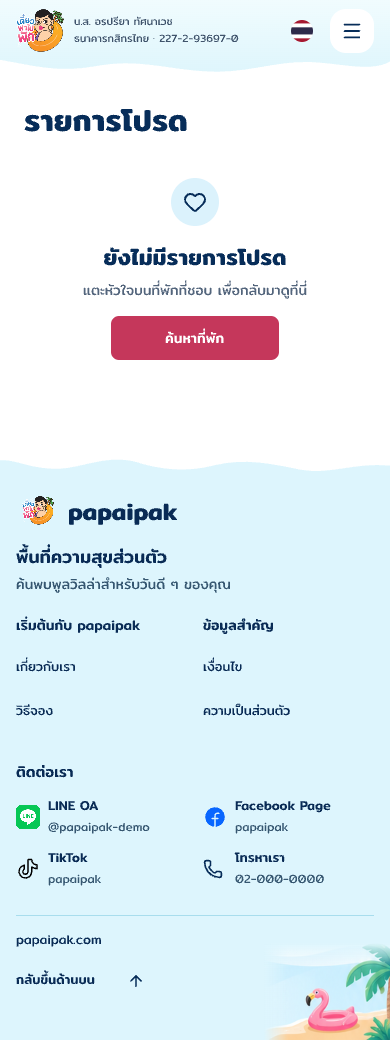 น.ส. อรปรียา ทัศนาเวช
ธนาคารกสิกรไทย · 227-2-93697-0
รายการโปรด
ยังไม่มีรายการโปรด
แตะหัวใจบนที่พักที่ชอบ เพื่อกลับมาดูที่นี่
ค้นหาที่พัก
papaipak
พื้นที่ความสุขส่วนตัว
ค้นพบพูลวิลล่าสำหรับวันดี ๆ ของคุณ
เริ่มต้นกับ papaipak
ข้อมูลสำคัญ
เกี่ยวกับเรา
เงื่อนไข
วิธีจอง
ความเป็นส่วนตัว
ติดต่อเรา
LINE OA
@papaipak-demo
Facebook Page
papaipak
TikTok
papaipak
โทรหาเรา
02-000-0000
papaipak.com
กลับขึ้นด้านบน